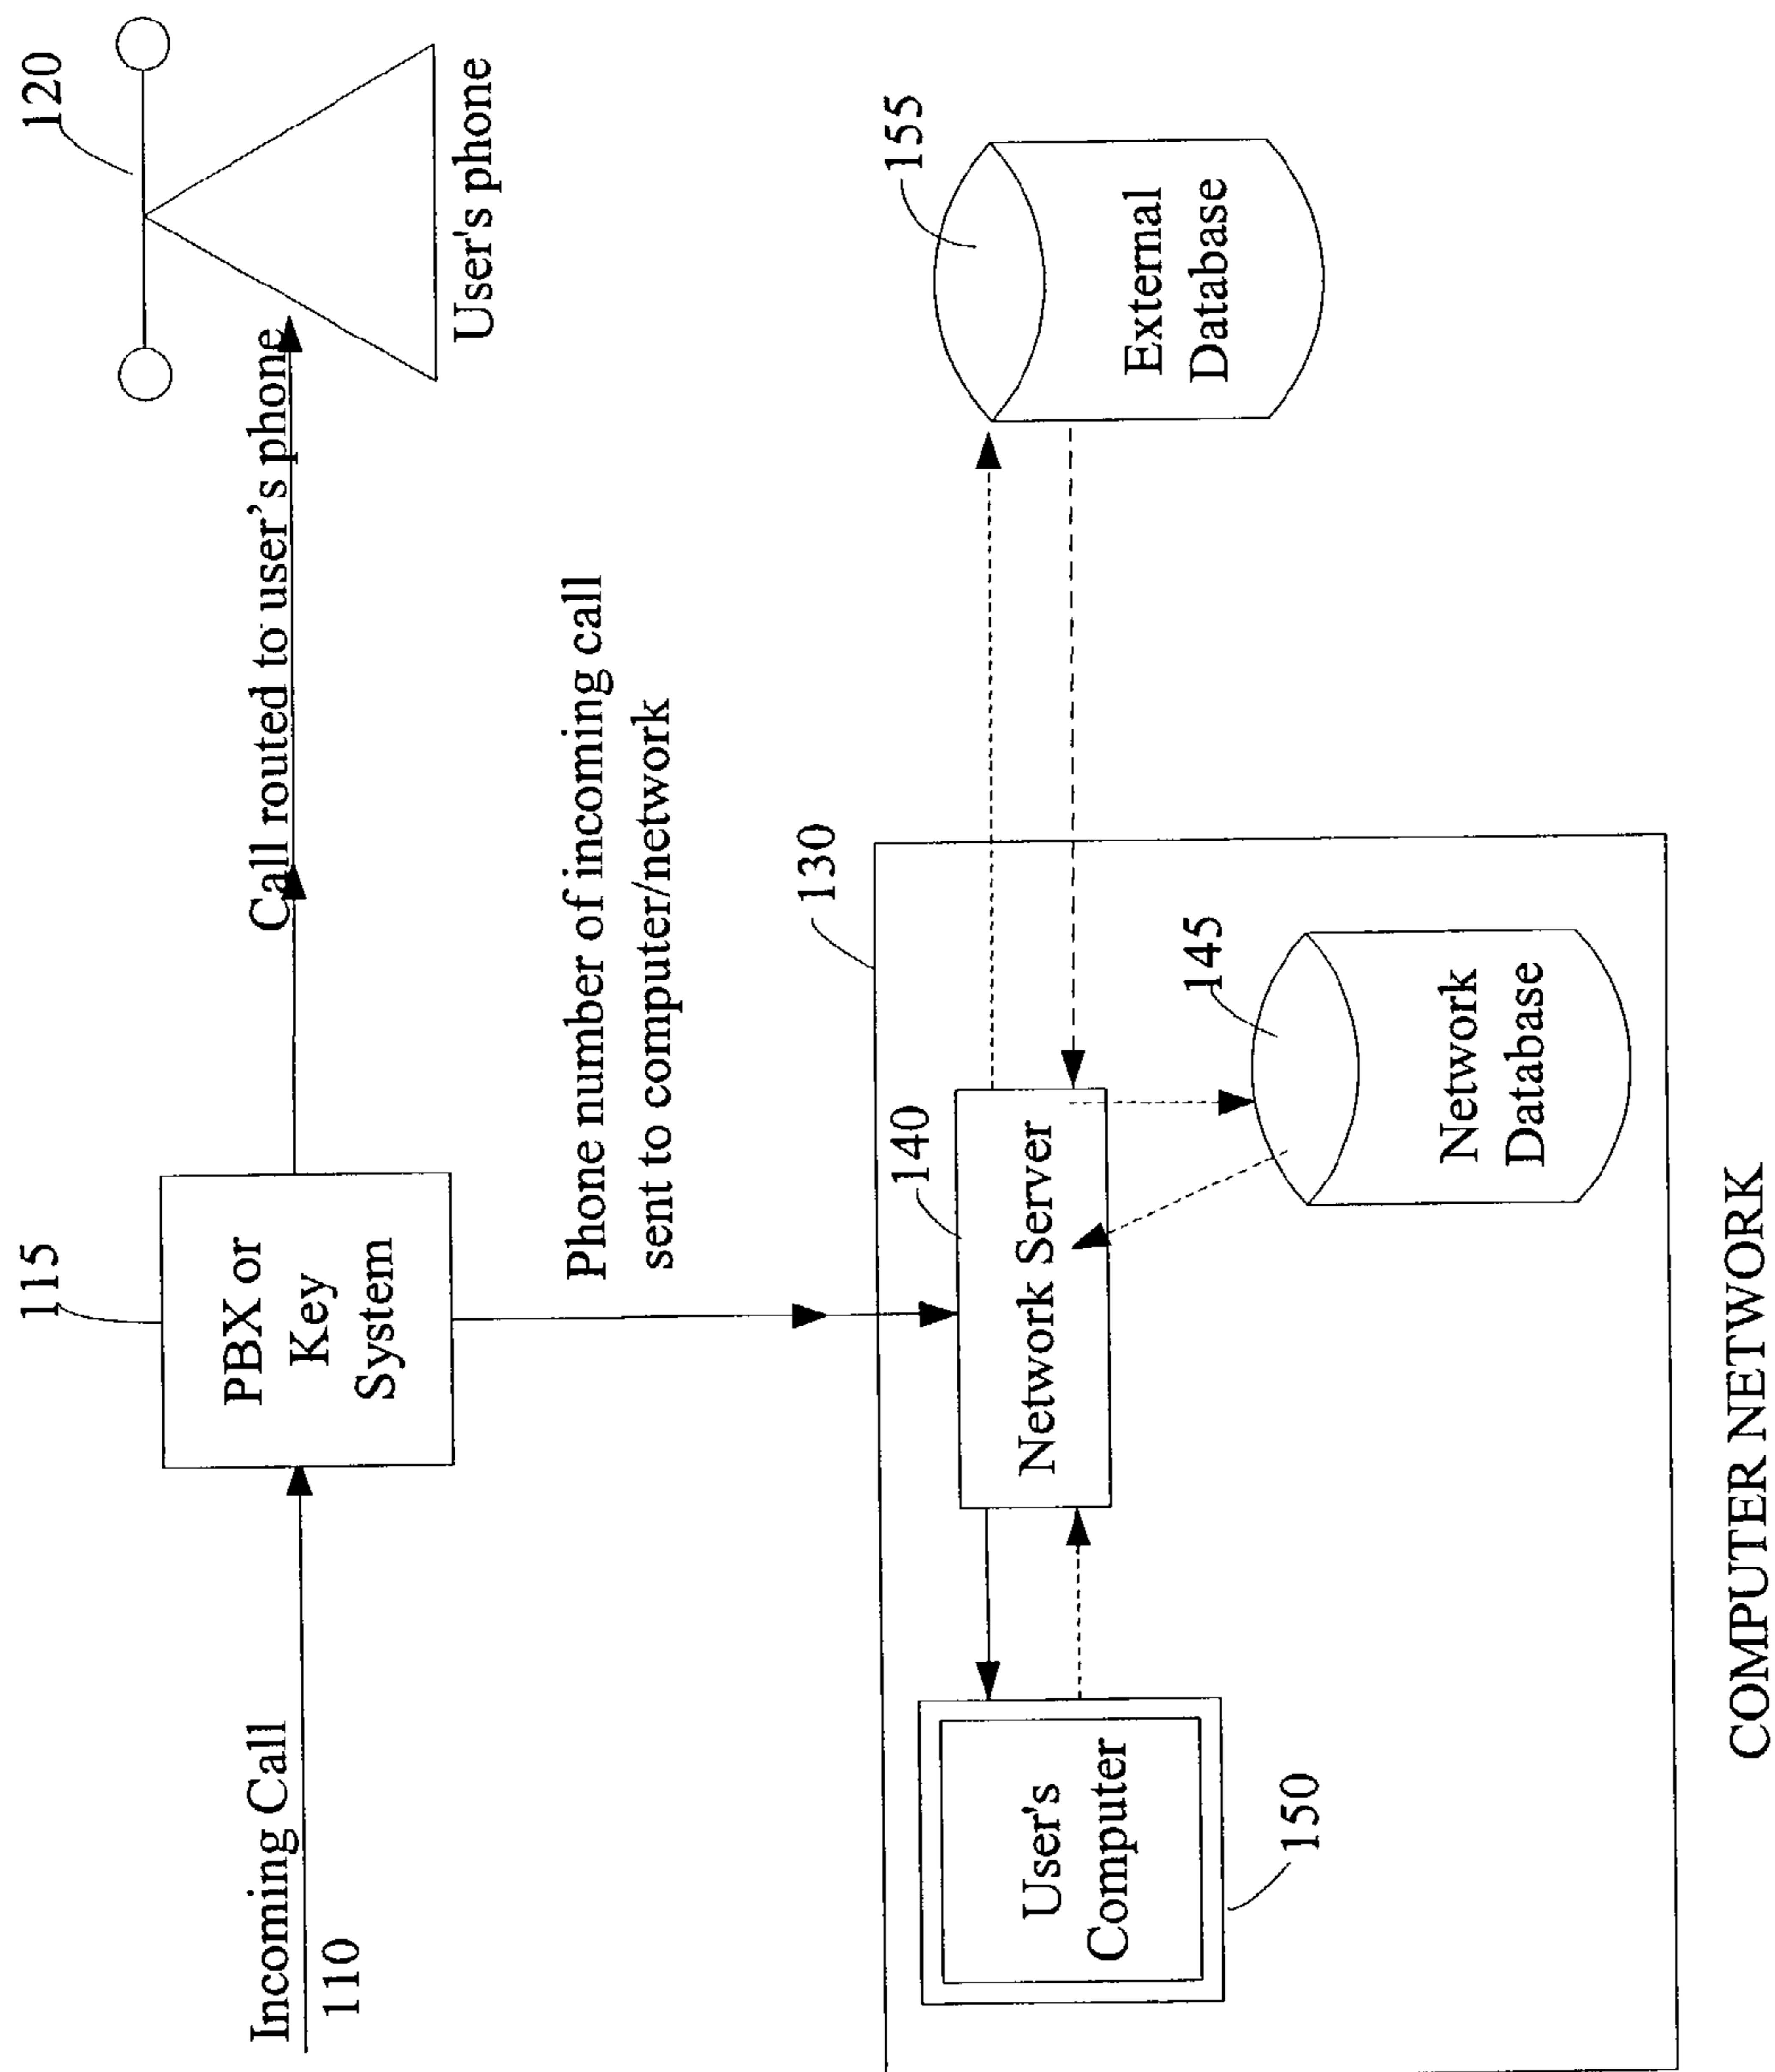 120
115
Incoming Call
110
PBX or
Key
System
Call routed to user’s phone
User's phone
Phone number of incoming call
sent to computer/network
130
155
140
User's
Computer
150
Network Server
145
Network
Database
External
Database
COMPUTER NETWORK